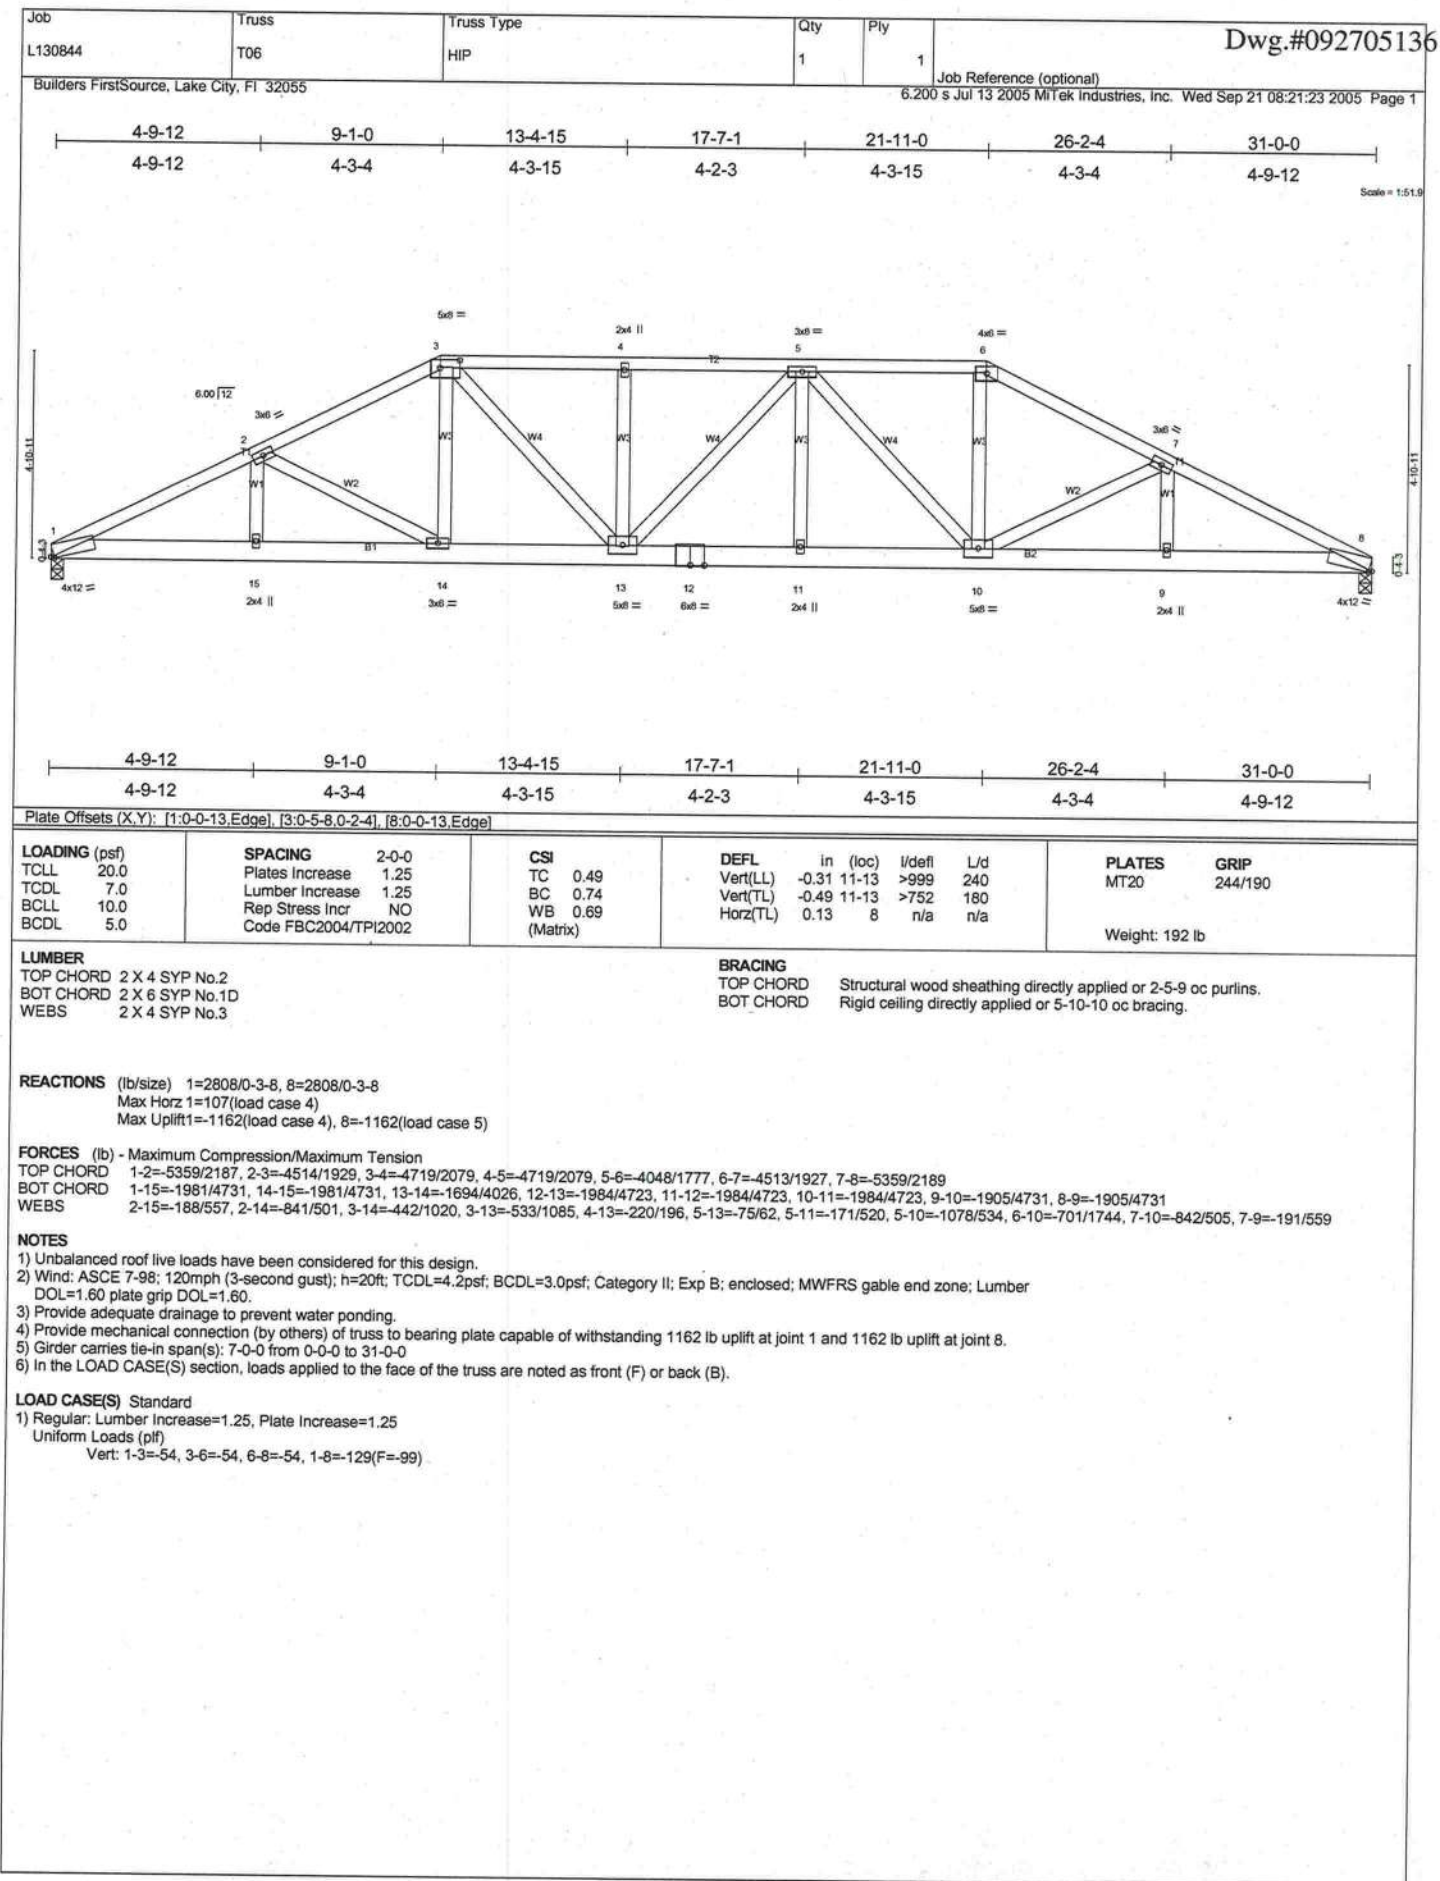 Job Truss Truss Type Qty Ply Dwg.#092705136
L130844 T06 HIP 1 1
Job Reference (optional)
Builders FirstSource, Lake City, Fl 32055 6.200 s Jul 13 2005 MiTek Industries, Inc. Wed Sep 21 08:21:23 2005 Page 1
4-9-12 9-1-0 13-4-15 17-7-1 21-11-0 26-2-4 31-0-0
4-9-12 4-3-4 4-3-15 4-2-3 4-3-15 4-3-4 4-9-12
Scale = 1:51.9
5x8 = 2x4 || 3x8 = 4x6 =
3 4 5 6
T2
6.00 12
3x6 = 3x6 =
2 7
T1 T1
4-10-11 4-10-11
W3 W4 W3 W4 W3 W4 W3
W1 W2 W2 W1
1 8
0-4-3 B1 B2 0-4-3
4x12 = 15 14 13 12 11 10 9 4x12 =
2x4 || 3x6 = 5x8 = 6x8 = 2x4 || 5x8 = 2x4 ||
4-9-12 9-1-0 13-4-15 17-7-1 21-11-0 26-2-4 31-0-0
4-9-12 4-3-4 4-3-15 4-2-3 4-3-15 4-3-4 4-9-12
Plate Offsets (X,Y): [1:0-0-13,Edge], [3:0-5-8,0-2-4], [8:0-0-13,Edge]
LOADING (psf) SPACING 2-0-0 CSI DEFL in (loc) l/defl L/d PLATES GRIP
TCLL 20.0 Plates Increase 1.25 TC 0.49 Vert(LL) -0.31 11-13 >999 240 MT20 244/190
TCDL 7.0 Lumber Increase 1.25 BC 0.74 Vert(TL) -0.49 11-13 >752 180
BCLL 10.0 Rep Stress Incr NO WB 0.69 Horz(TL) 0.13 8 n/a n/a
BCDL 5.0 Code FBC2004/TPI2002 (Matrix) Weight: 192 lb
LUMBER
TOP CHORD 2 X 4 SYP No.2
BOT CHORD 2 X 6 SYP No.1D
WEBS 2 X 4 SYP No.3
BRACING
TOP CHORD Structural wood sheathing directly applied or 2-5-9 oc purlins.
BOT CHORD Rigid ceiling directly applied or 5-10-10 oc bracing.
REACTIONS (lb/size) 1=2808/0-3-8, 8=2808/0-3-8
Max Horz 1=107(load case 4)
Max Uplift1=-1162(load case 4), 8=-1162(load case 5)
FORCES (lb) - Maximum Compression/Maximum Tension
TOP CHORD 1-2=-5359/2187, 2-3=-4514/1929, 3-4=-4719/2079, 4-5=-4719/2079, 5-6=-4048/1777, 6-7=-4513/1927, 7-8=-5359/2189
BOT CHORD 1-15=-1981/4731, 14-15=-1981/4731, 13-14=-1694/4026, 12-13=-1984/4723, 11-12=-1984/4723, 10-11=-1984/4723, 9-10=-1905/4731, 8-9=-1905/4731
WEBS 2-15=-188/557, 2-14=-841/501, 3-14=-442/1020, 3-13=-533/1085, 4-13=-220/196, 5-13=-75/62, 5-11=-171/520, 5-10=-1078/534, 6-10=-701/1744, 7-10=-842/505, 7-9=-191/559
NOTES
1) Unbalanced roof live loads have been considered for this design.
2) Wind: ASCE 7-98; 120mph (3-second gust); h=20ft; TCDL=4.2psf; BCDL=3.0psf; Category II; Exp B; enclosed; MWFRS gable end zone; Lumber
DOL=1.60 plate grip DOL=1.60.
3) Provide adequate drainage to prevent water ponding.
4) Provide mechanical connection (by others) of truss to bearing plate capable of withstanding 1162 lb uplift at joint 1 and 1162 lb uplift at joint 8.
5) Girder carries tie-in span(s): 7-0-0 from 0-0-0 to 31-0-0
6) In the LOAD CASE(S) section, loads applied to the face of the truss are noted as front (F) or back (B).
LOAD CASE(S) Standard
1) Regular: Lumber Increase=1.25, Plate Increase=1.25
Uniform Loads (plf)
Vert: 1-3=-54, 3-6=-54, 6-8=-54, 1-8=-129(F=-99)